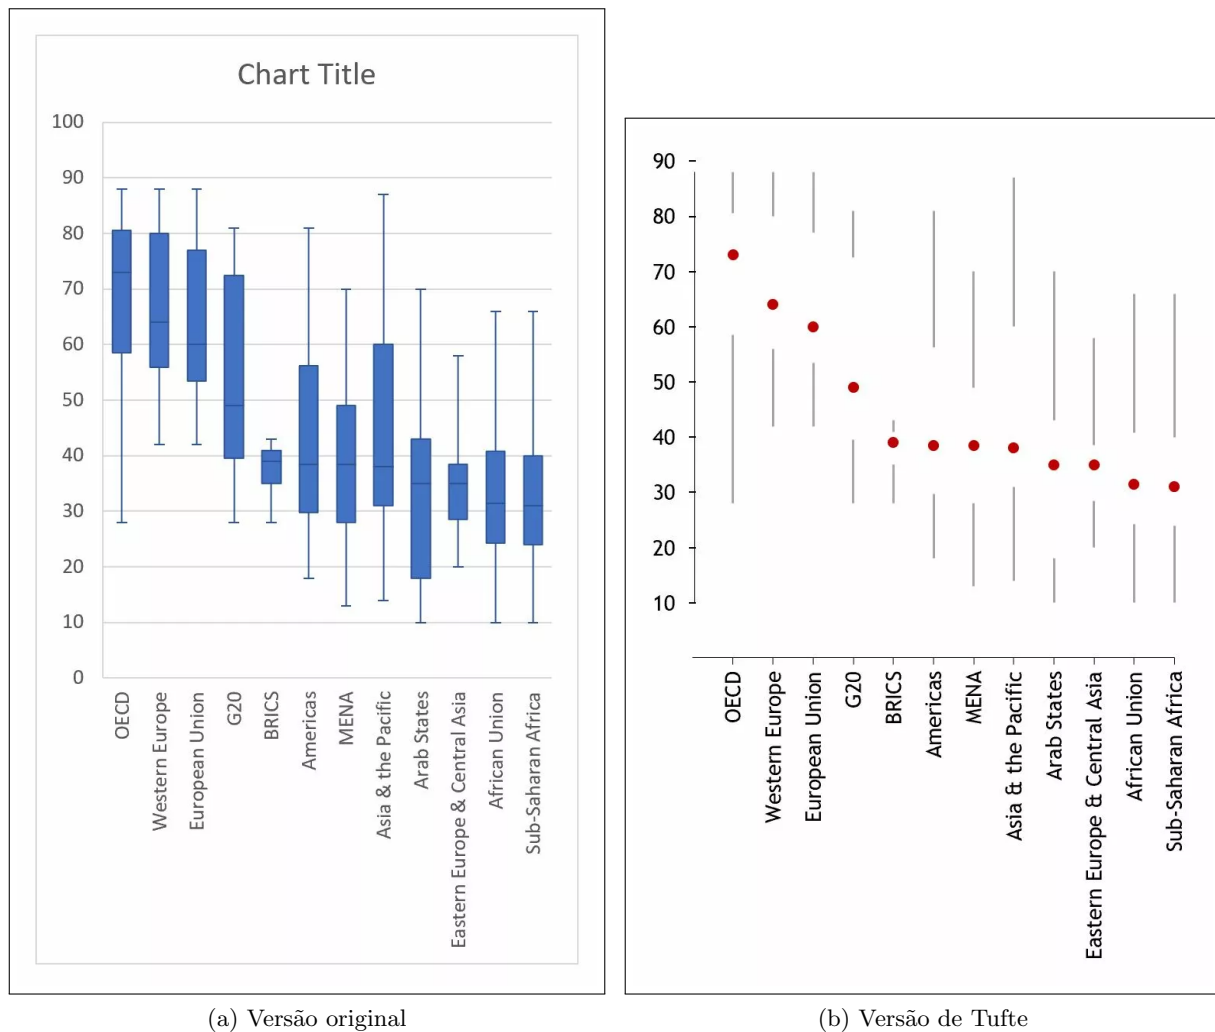 Chart Title
100
90
80
70
60
50
40
30
20
10
0
OECD
Western Europe
European Union
G20
BRICS
Americas
MENA
Asia & the Pacific
Arab States
Eastern Europe & Central Asia
African Union
Sub-Saharan Africa
(a) Versão original
90
80
70
60
50
40
30
20
10
OECD
Western Europe
European Union
G20
BRICS
Americas
MENA
Asia & the Pacific
Arab States
Eastern Europe & Central Asia
African Union
Sub-Saharan Africa
(b) Versão de Tufte